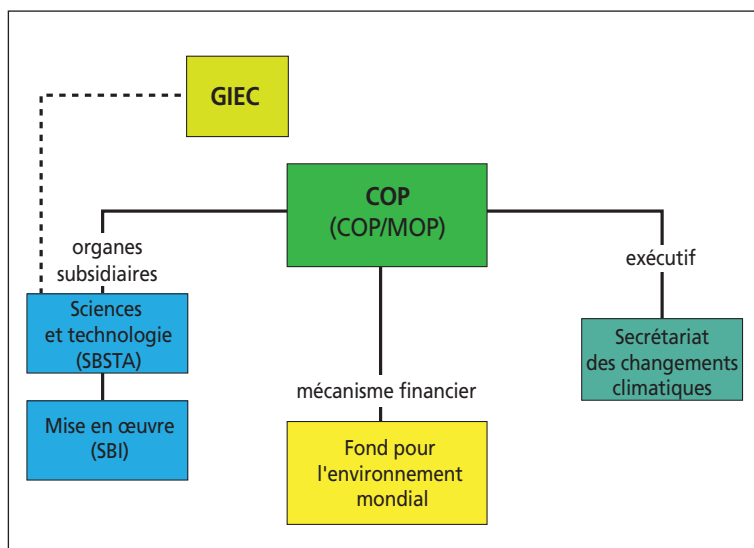 GIEC
COP
(COP/MOP)
organes
subsidiaires
exécutif
Sciences
et technologie
(SBSTA)
Secrétariat
des changements
climatiques
mécanisme financier
Mise en œuvre
(SBI)
Fond pour
l'environnement
mondial